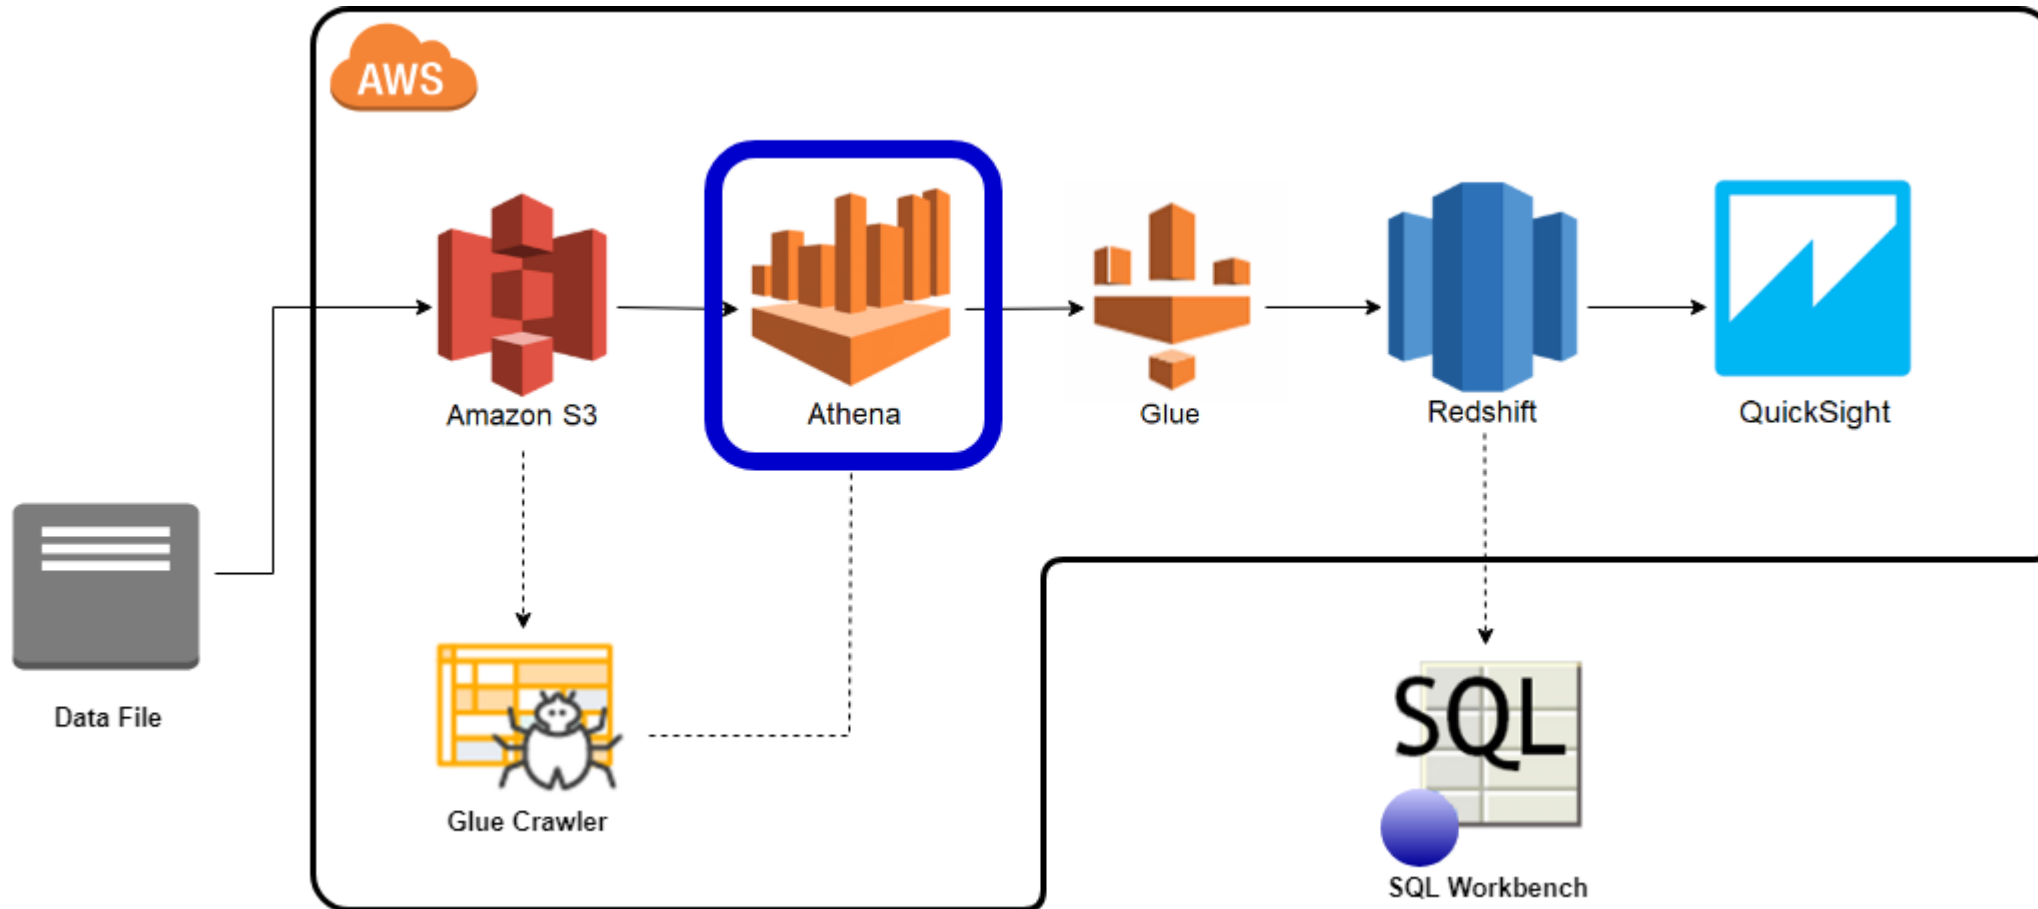 AWS
Amazon S3
Athena
Glue
Redshift
QuickSight
Data File
Glue Crawler
SQL
SQL Workbench